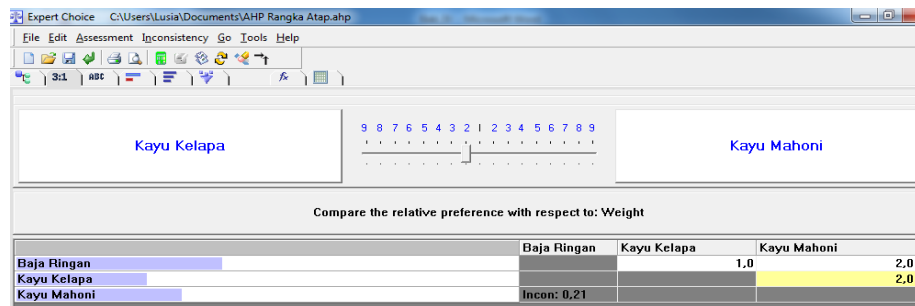 Expert Choice C:\Users\Lusia\Documents\AHP Rangka Atap.ahp
File Edit Assessment Inconsistency Go Tools Help
3:1 ABC fx
9 8 7 6 5 4 3 2 1 2 3 4 5 6 7 8 9
Kayu Kelapa Kayu Mahoni
Compare the relative preference with respect to: Weight
Baja Ringan Kayu Kelapa Kayu Mahoni
Baja Ringan 1,0 2,0
Kayu Kelapa 2,0
Kayu Mahoni Incon: 0,21